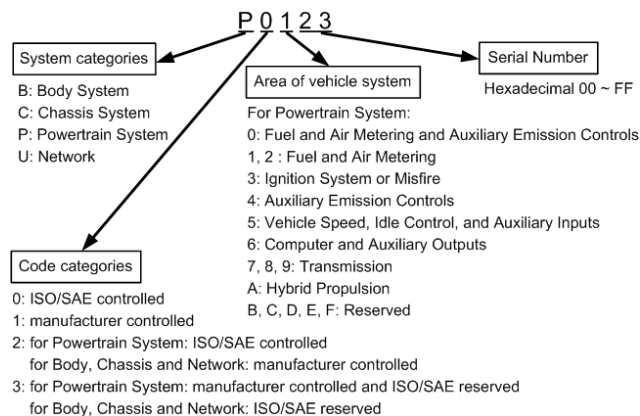 P 0 1 2 3
System categories
B: Body System
C: Chassis System
P: Powertrain System
U: Network
Area of vehicle system
For Powertrain System:
0: Fuel and Air Metering and Auxiliary Emission Controls
1, 2 : Fuel and Air Metering
3: Ignition System or Misfire
4: Auxiliary Emission Controls
5: Vehicle Speed, Idle Control, and Auxiliary Inputs
6: Computer and Auxiliary Outputs
7, 8, 9: Transmission
A: Hybrid Propulsion
B, C, D, E, F: Reserved
Serial Number
Hexadecimal 00 ~ FF
Code categories
0: ISO/SAE controlled
1: manufacturer controlled
2: for Powertrain System: ISO/SAE controlled
for Body, Chassis and Network: manufacturer controlled
3: for Powertrain System: manufacturer controlled and ISO/SAE reserved
for Body, Chassis and Network: ISO/SAE reserved